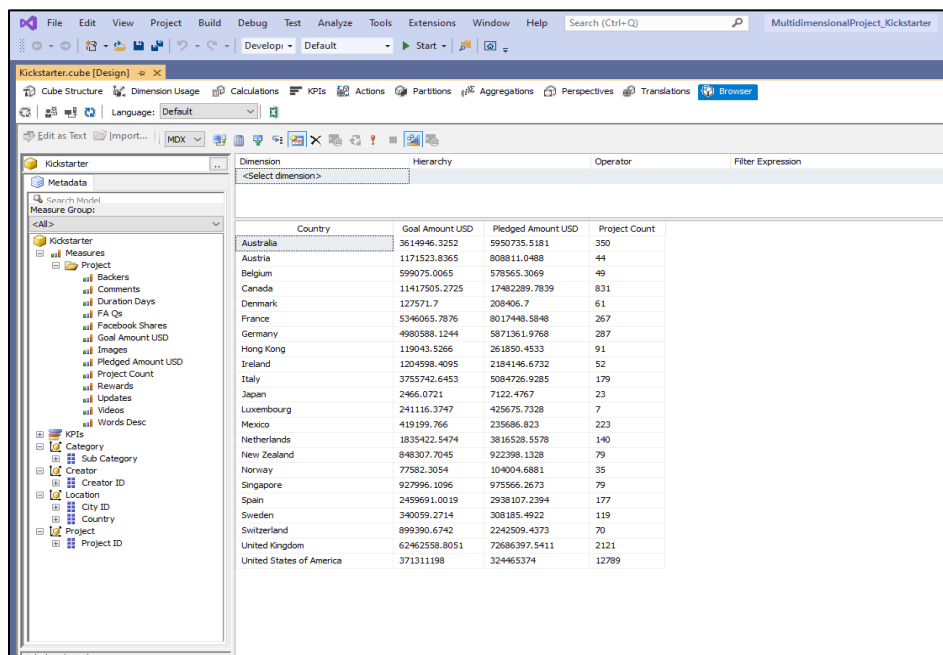 File Edit View Project Build Debug Test Analyze Tools Extensions Window Help Search (Ctrl+Q) MultidimensionalProject_Kickstarter
Developi Default Start
Kickstarter.cube [Design]
Cube Structure Dimension Usage Calculations KPIs Actions Partitions Aggregations Perspectives Translations Browser
Language: Default
Edit as Text Import... MDX
Kickstarter ..
Metadata
Search Model
Measure Group:
<All>
Kickstarter
Measures
Project
Backers
Comments
Duration Days
FA Qs
Facebook Shares
Goal Amount USD
Images
Pledged Amount USD
Project Count
Rewards
Updates
Videos
Words Desc
KPIs
Category
Sub Category
Creator
Creator ID
Location
City ID
Country
Project
Project ID
Dimension Hierarchy Operator Filter Expression
<Select dimension>
Country Goal Amount USD Pledged Amount USD Project Count
Australia 3614946.3252 5950735.5181 350
Austria 1171523.8365 808811.0488 44
Belgium 599075.0065 578565.3069 49
Canada 11417505.2725 17482289.7839 831
Denmark 127571.7 208406.7 61
France 5346065.7876 8017448.5848 267
Germany 4980588.1244 5871361.9768 287
Hong Kong 119043.5266 261850.4533 91
Ireland 1204598.4095 2184146.6732 52
Italy 3755742.6453 5084726.9285 179
Japan 2466.0721 7122.4767 23
Luxembourg 241116.3747 425675.7328 7
Mexico 419199.766 235686.823 223
Netherlands 1835422.5474 3816528.5578 140
New Zealand 848307.7045 922398.1328 79
Norway 77582.3054 104004.6881 35
Singapore 927996.1096 975566.2673 79
Spain 2459691.0019 2938107.2394 177
Sweden 340059.2714 308185.4922 119
Switzerland 899390.6742 2242509.4373 70
United Kingdom 62462558.8051 72686397.5411 2121
United States of America 371311198 324465374 12789